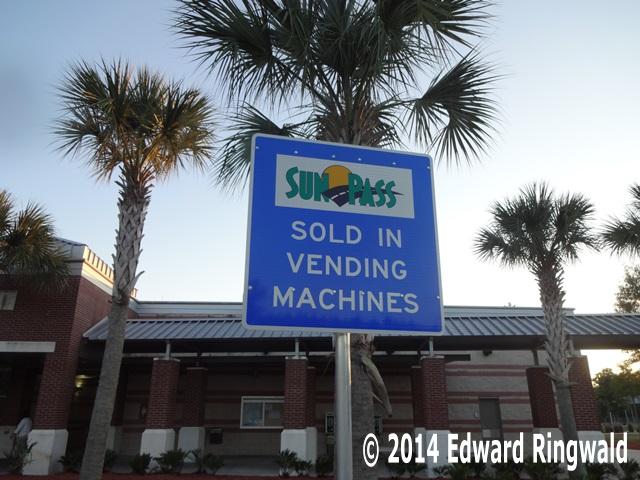 SUNPASS
SOLD IN
VENDING
MACHINES
© 2014 Edward Ringwald